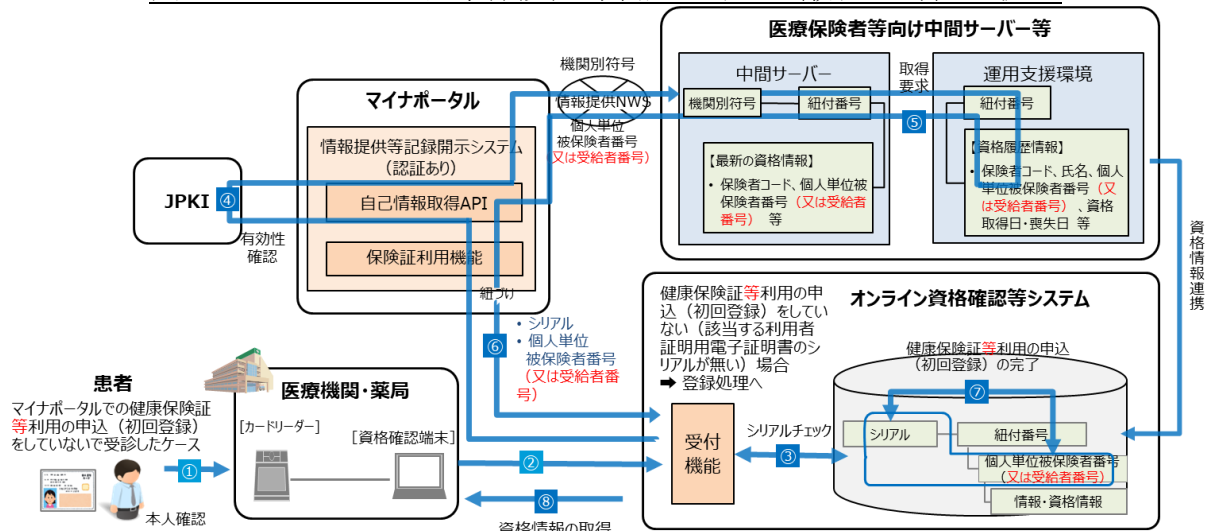 医療保険者等向け中間サーバー等
中間サーバー
機関別符号
紐付番号
【最新の資格情報】
・保険者コード、個人単位被
保険者番号（又は受給者
番号） 等
取得
要求
⑤
運用支援環境
紐付番号
【資格履歴情報】
・保険者コード、氏名、個人
単位被保険者番号（又
は受給者番号）、資格
取得日・喪失日 等
機関別符号
情報提供NWS
個人単位
被保険者番号
（又は受給者番号）
マイナポータル
情報提供等記録開示システム
（認証あり）
自己情報取得API
保険証利用機能
紐づけ
JPKI
④
有効性
確認
資格情報連携
⑥
・シリアル
・個人単位
被保険者番号
（又は受給者番
号）
オンライン資格確認等システム
健康保険証等利用の申
込（初回登録）をしてい
ない（該当する利用者
証明用電子証明書のシ
リアルが無い）場合
➡ 登録処理へ
受付
機能
シリアルチェック
③
健康保険証等利用の申込
（初回登録）の完了
⑦
シリアル
紐付番号
個人単位被保険者番号
（又は受給者番号）
情報・資格情報
患者
マイナポータルでの健康保険証
等利用の申込（初回登録）
をしていないで受診したケース
①
本人確認
医療機関・薬局
[カードリーダー]
[資格確認端末]
②
⑧
資格情報の取得